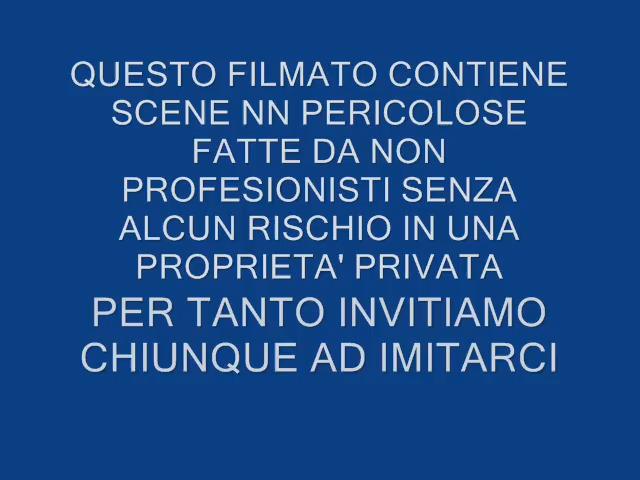 QUESTO FILMATO CONTIENE
SCENE NN PERICOLOSE
FATTE DA NON
PROFESIONISTI SENZA
ALCUN RISCHIO IN UNA
PROPRIETA' PRIVATA
PER TANTO INVITIAMO
CHIUNQUE AD IMITARCI